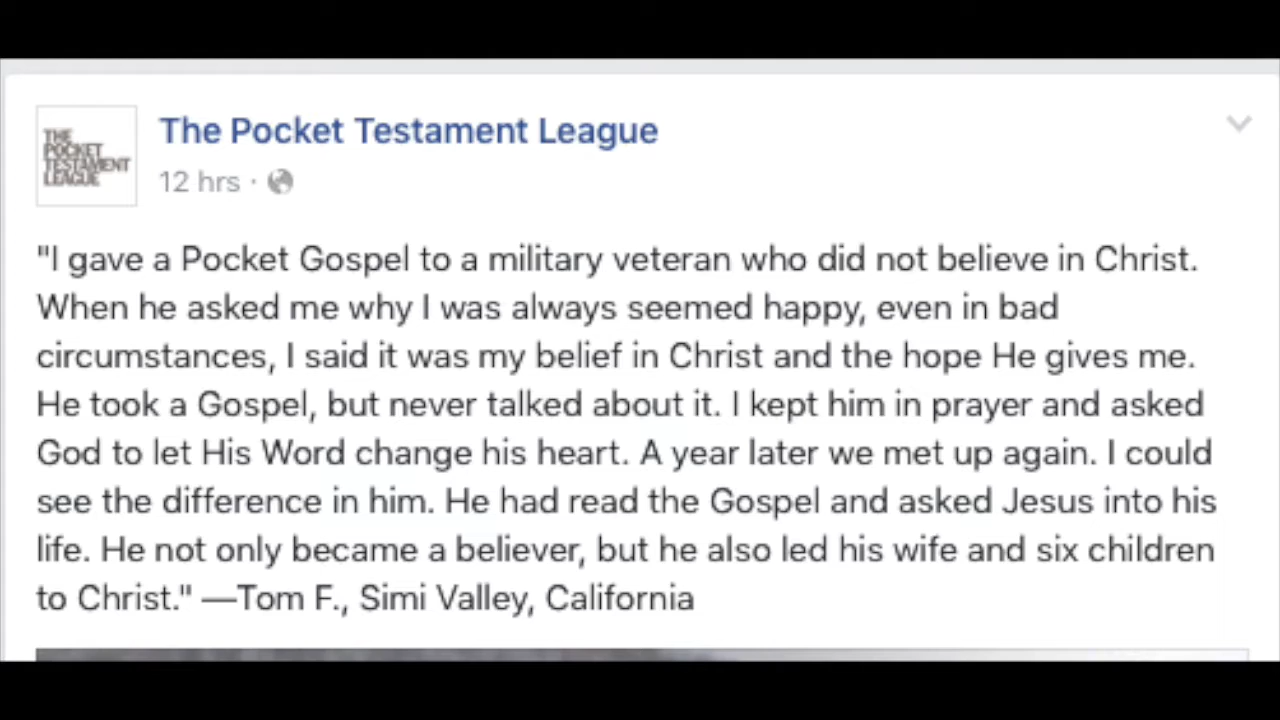 THE
POCKET
TESTAMENT
LEAGUE
The Pocket Testament League
12 hrs ·
"I gave a Pocket Gospel to a military veteran who did not believe in Christ.
When he asked me why I was always seemed happy, even in bad
circumstances, I said it was my belief in Christ and the hope He gives me.
He took a Gospel, but never talked about it. I kept him in prayer and asked
God to let His Word change his heart. A year later we met up again. I could
see the difference in him. He had read the Gospel and asked Jesus into his
life. He not only became a believer, but he also led his wife and six children
to Christ." —Tom F., Simi Valley, California